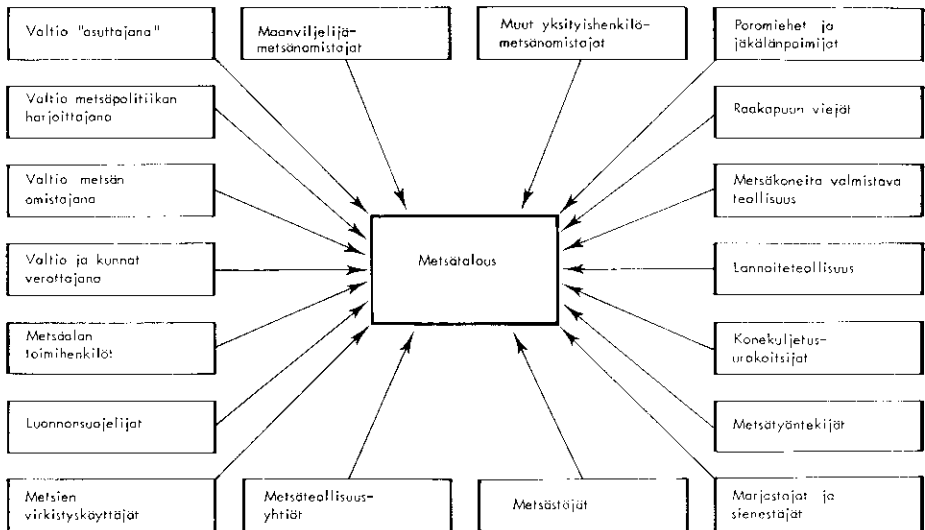 Valtio "asuttajana"
Maanviljelijä-
metsänomistajat
Muut yksityishenkilö-
metsänomistajat
Poromiehet ja
jäkälänpoimijat
Valtio metsäpolitiikan
harjoittajana
Raakapuun viejät
Valtio metsän
omistajana
Metsäkoneita valmistava
teollisuus
Metsätalous
Valtio ja kunnat
verottajana
Lannoiteteollisuus
Metsäalan
toimihenkilöt
Konekuljetus-
urakoitsijat
Luonnonsuojelijat
Metsätyöntekijät
Metsien
virkistyskäyttäjät
Metsäteollisuus-
yhtiöt
Metsästäjät
Marjastajat ja
sienestäjät